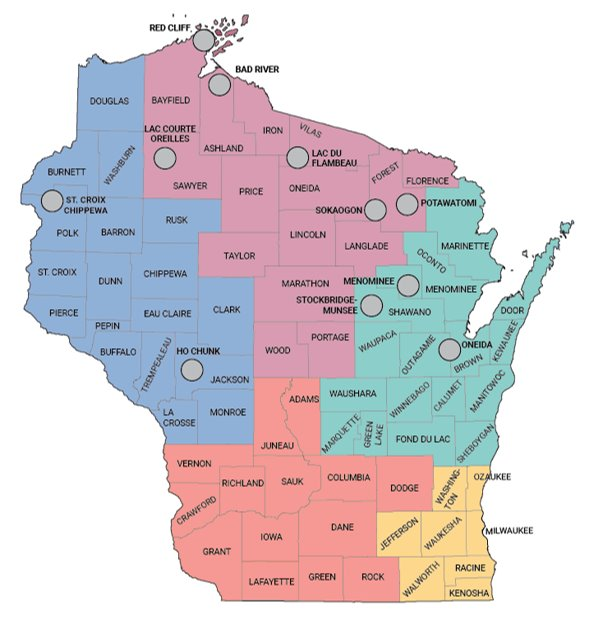 RED CLIFF
BAD RIVER
DOUGLAS
BAYFIELD
LAC COURTE
OREILLES
IRON
VILAS
ASHLAND
LAC DU
FLAMBEAU
WASHBURN
BURNETT
SAWYER
PRICE
ONEIDA
FOREST
FLORENCE
ST. CROIX
CHIPPEWA
SOKAOGON
POTAWATOMI
RUSK
POLK
BARRON
LINCOLN
LANGLADE
OCONTO
MARINETTE
TAYLOR
ST. CROIX
DUNN
CHIPPEWA
MARATHON
MENOMINEE
MENOMINEE
STOCKBRIDGE-
MUNSEE
SHAWANO
PIERCE
EAU CLAIRE
CLARK
DOOR
PEPIN
PORTAGE
WAUPACA
OUTAGAMIE
ONEIDA
BROWN
KEWAUNEE
BUFFALO
TREMPEALEAU
HO CHUNK
WOOD
JACKSON
ADAMS
WAUSHARA
WINNEBAGO
CALUMET
MANITOWOC
LA
CROSSE
MONROE
JUNEAU
MARQUETTE
GREEN
LAKE
FOND DU LAC
SHEBOYGAN
VERNON
RICHLAND
SAUK
COLUMBIA
DODGE
WASHING-
TON
OZAUKEE
CRAWFORD
DANE
JEFFERSON
WAUKESHA
MILWAUKEE
GRANT
IOWA
LAFAYETTE
GREEN
ROCK
WALWORTH
RACINE
KENOSHA